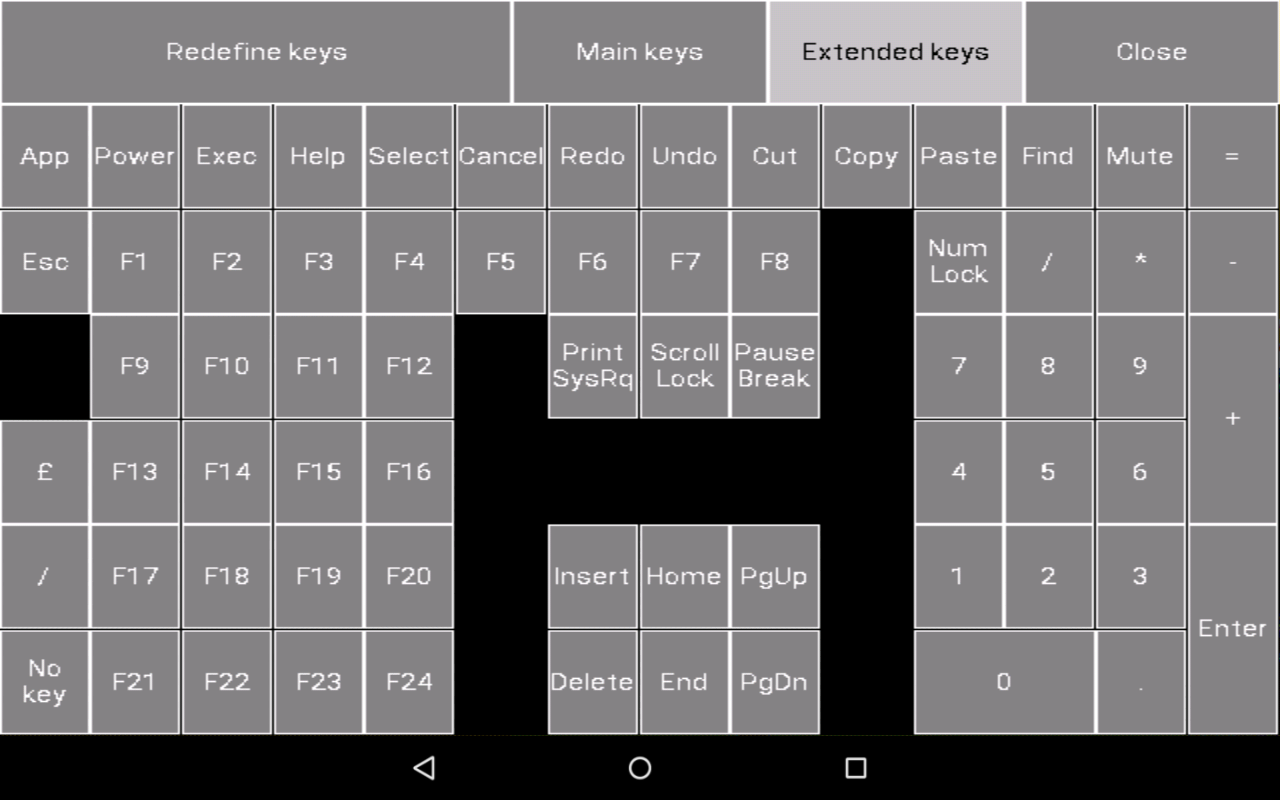 Redefine keys Main keys Extended keys Close
App Power Exec Help Select Cancel Redo Undo Cut Copy Paste Find Mute =
Esc F1 F2 F3 F4 F5 F6 F7 F8 Num Lock / * -
F9 F10 F11 F12 Print SysRq Scroll Lock Pause Break 7 8 9
+
£ F13 F14 F15 F16 4 5 6
/ F17 F18 F19 F20 Insert Home PgUp 1 2 3
Enter
No key F21 F22 F23 F24 Delete End PgDn 0 .